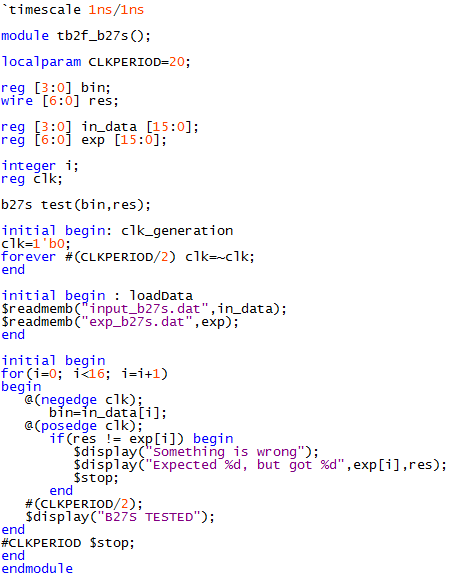 `timescale 1ns/1ns
module tb2f_b27s();
localparam CLKPERIOD=20;
reg [3:0] bin;
wire [6:0] res;
reg [3:0] in_data [15:0];
reg [6:0] exp [15:0];
integer i;
reg clk;
b27s test(bin,res);
initial begin: clk_generation
clk=1'b0;
forever #(CLKPERIOD/2) clk=~clk;
end
initial begin : loadData
$readmemb("input_b27s.dat",in_data);
$readmemb("exp_b27s.dat",exp);
end
initial begin
for(i=0; i<16; i=i+1)
begin
@(negedge clk);
bin=in_data[i];
@(posedge clk);
if(res != exp[i]) begin
$display("Something is wrong");
$display("Expected %d, but got %d",exp[i],res);
$stop;
end
#(CLKPERIOD/2);
$display("B27S TESTED");
end
#CLKPERIOD $stop;
end
endmodule